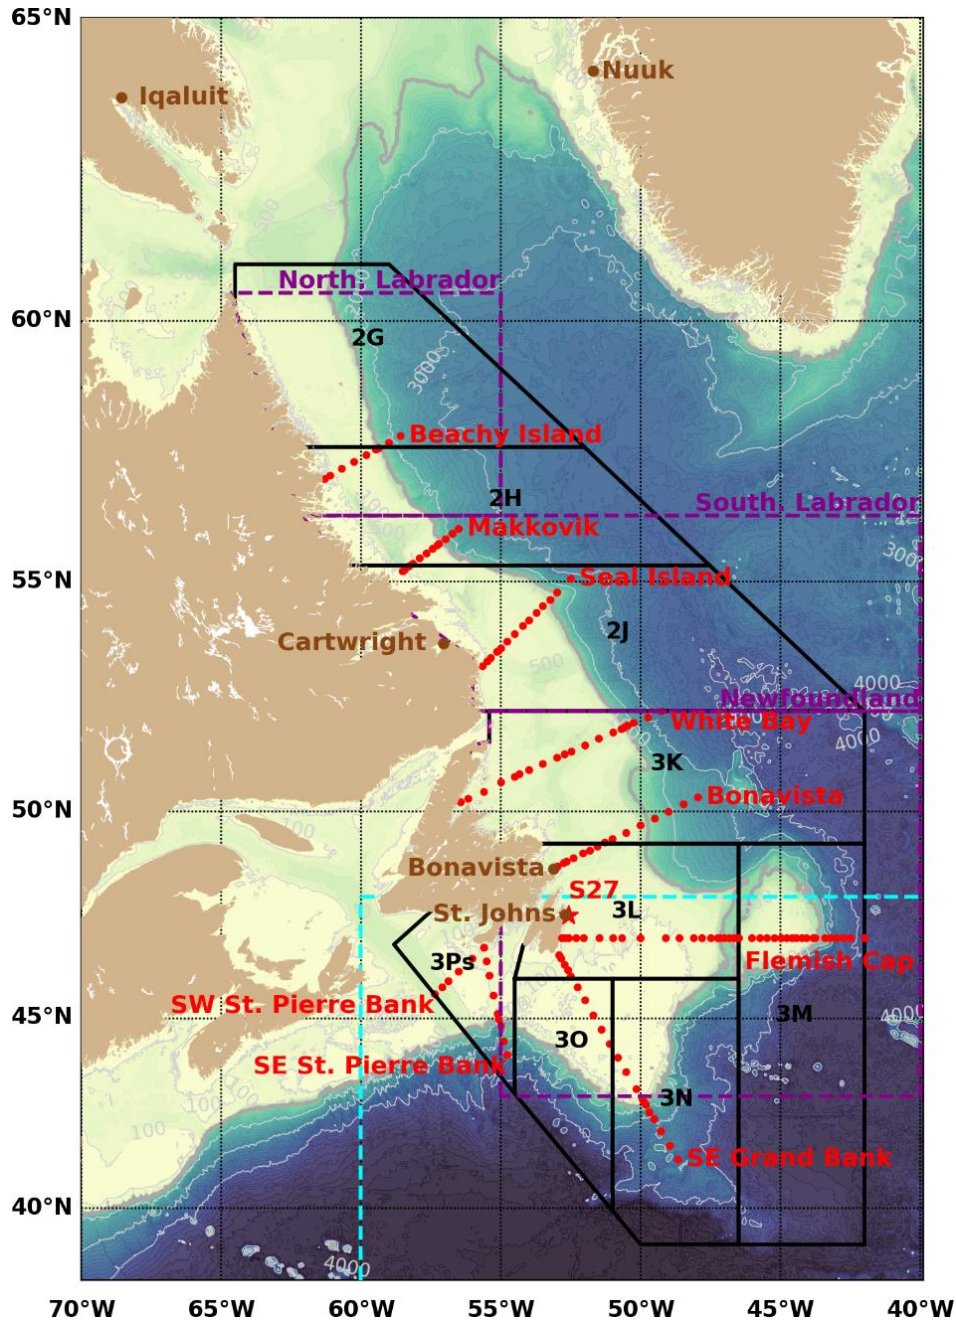 65°N
Nuuk
Iqaluit
North. Labrador
60°N
2G
3000
Beachy Island
2H
South. Labrador
Makkovik
3000
55°N
Seal Island
2J
Cartwright
500
4000
Newfoundland
White Bay
4000
3K
50°N
Bonavista
100
Bonavista
S27
St. Johns
3L
3Ps
Flemish Cap
SW St. Pierre Bank
45°N
3M
4000
3O
SE St. Pierre Bank
100
100
3N
100
SE Grand Bank
40°N
4000
70°W 65°W 60°W 55°W 50°W 45°W 40°W